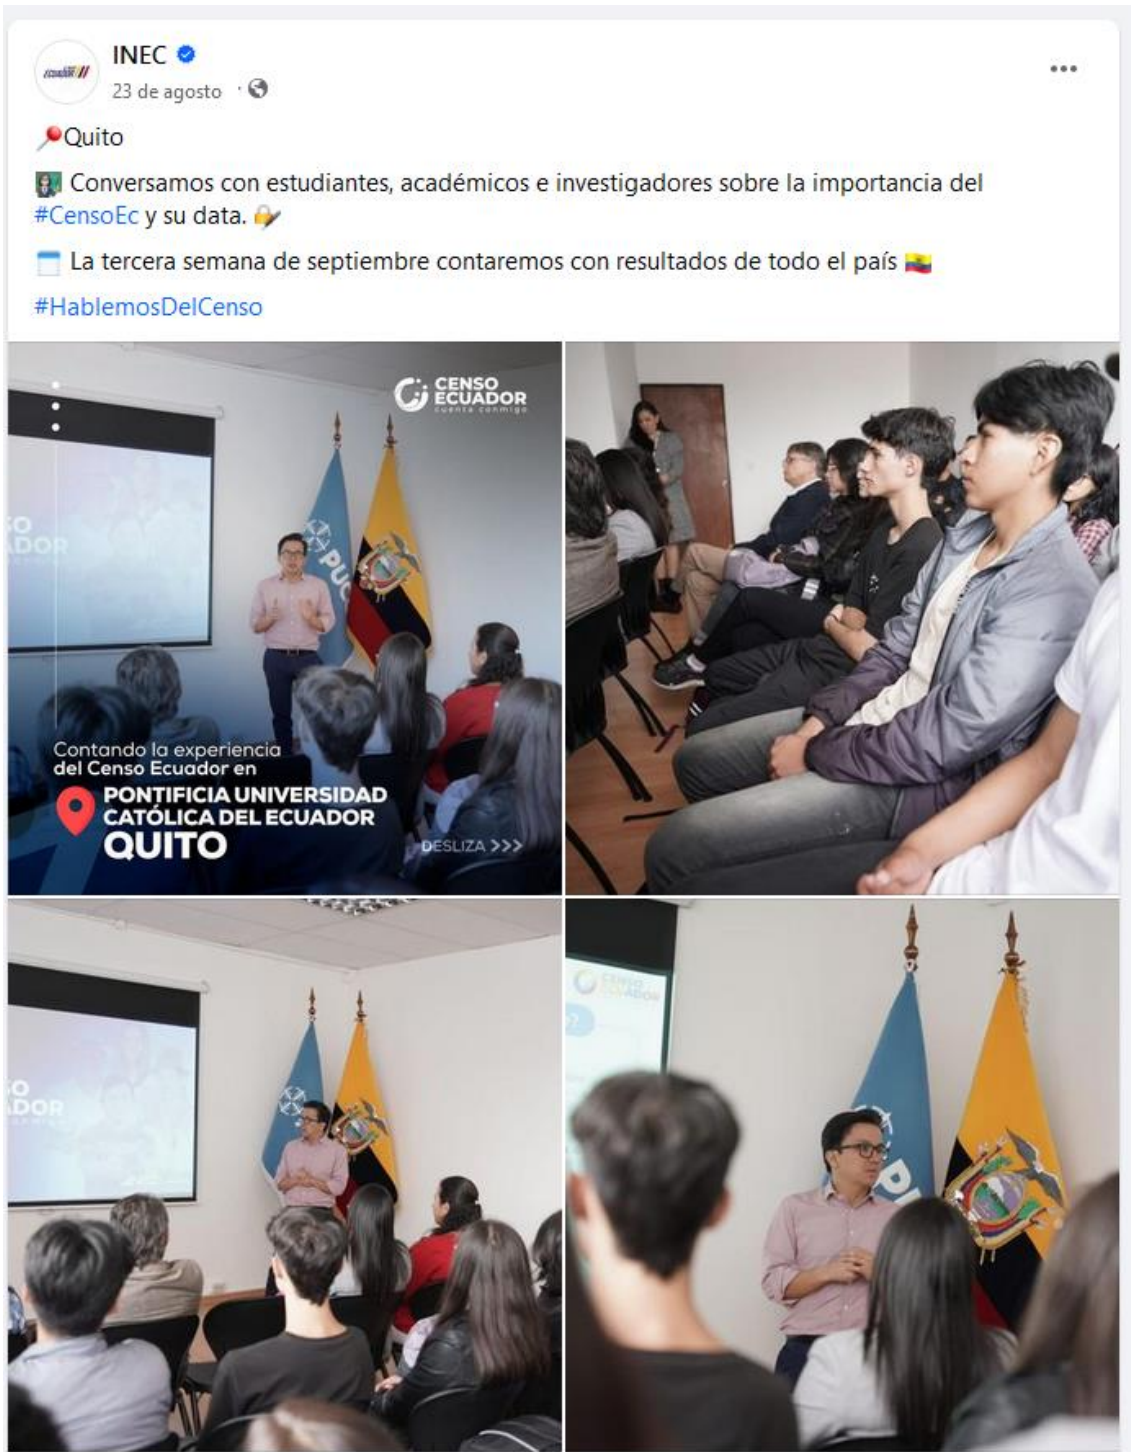 INEC
23 de agosto
📍Quito
👩‍🏫 Conversamos con estudiantes, académicos e investigadores sobre la importancia del
#CensoEc y su data. 🔏
🗓️ La tercera semana de septiembre contaremos con resultados de todo el país 🇪🇨
#HablemosDelCenso
CENSO
ECUADOR
cuenta conmigo
PUC
Contando la experiencia
del Censo Ecuador en
PONTIFICIA UNIVERSIDAD
CATÓLICA DEL ECUADOR
QUITO
DESLIZA >>>